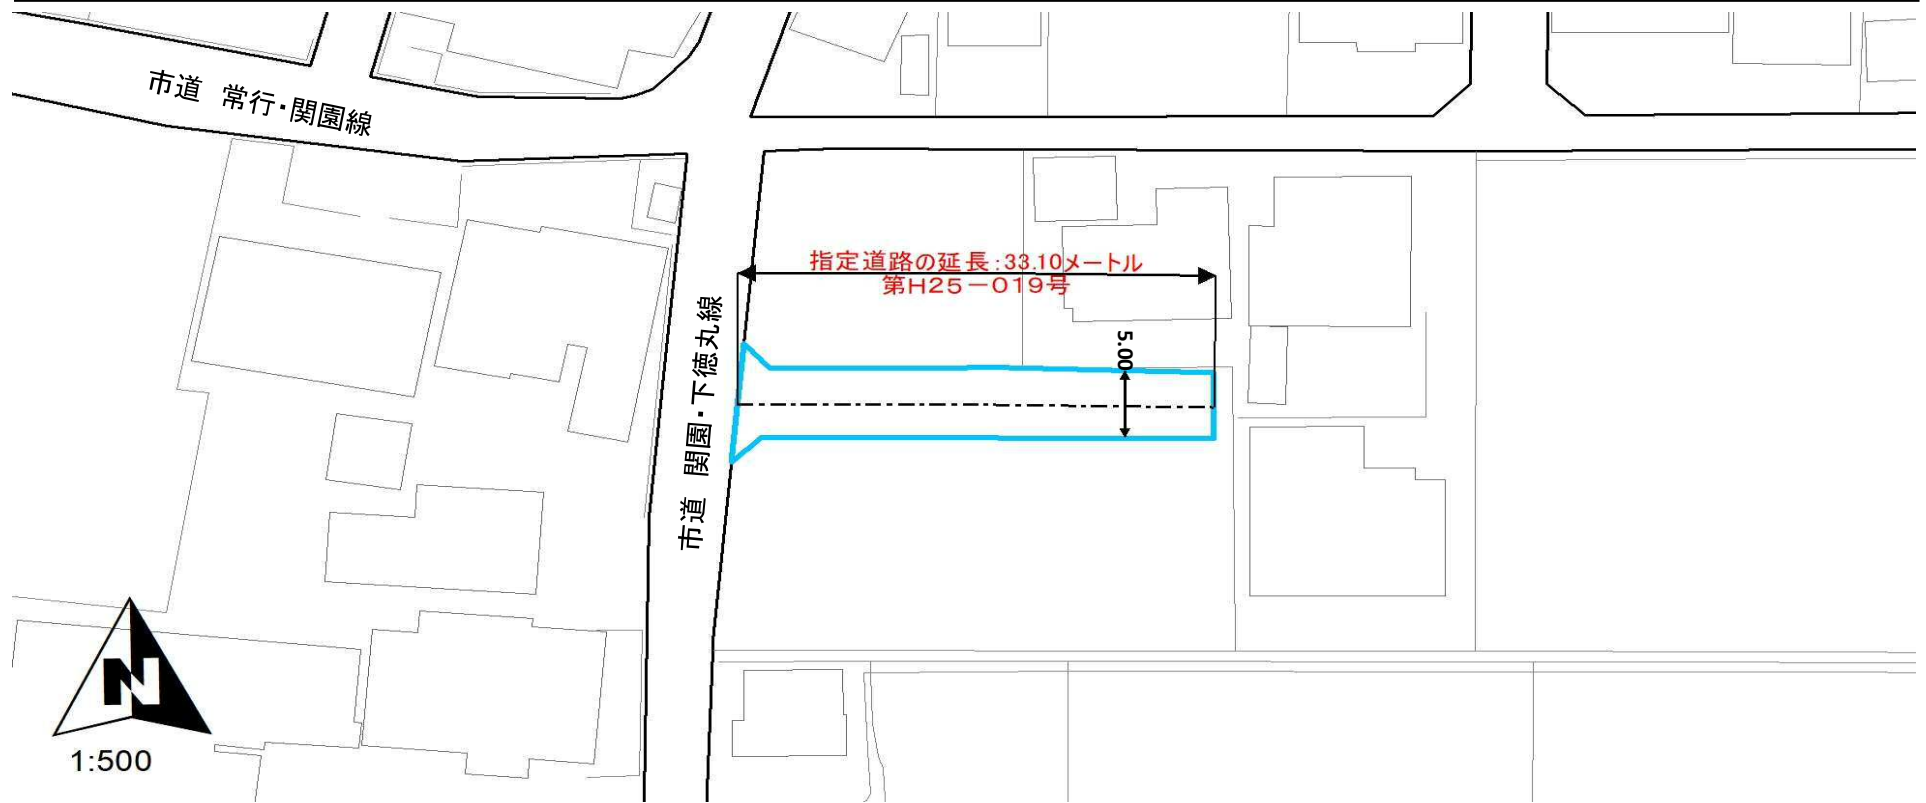 市道 常行・関園線
指定道路の延長:33.10メートル
第H25-019号
5.00
市道 関園・下徳丸線
N
1:500